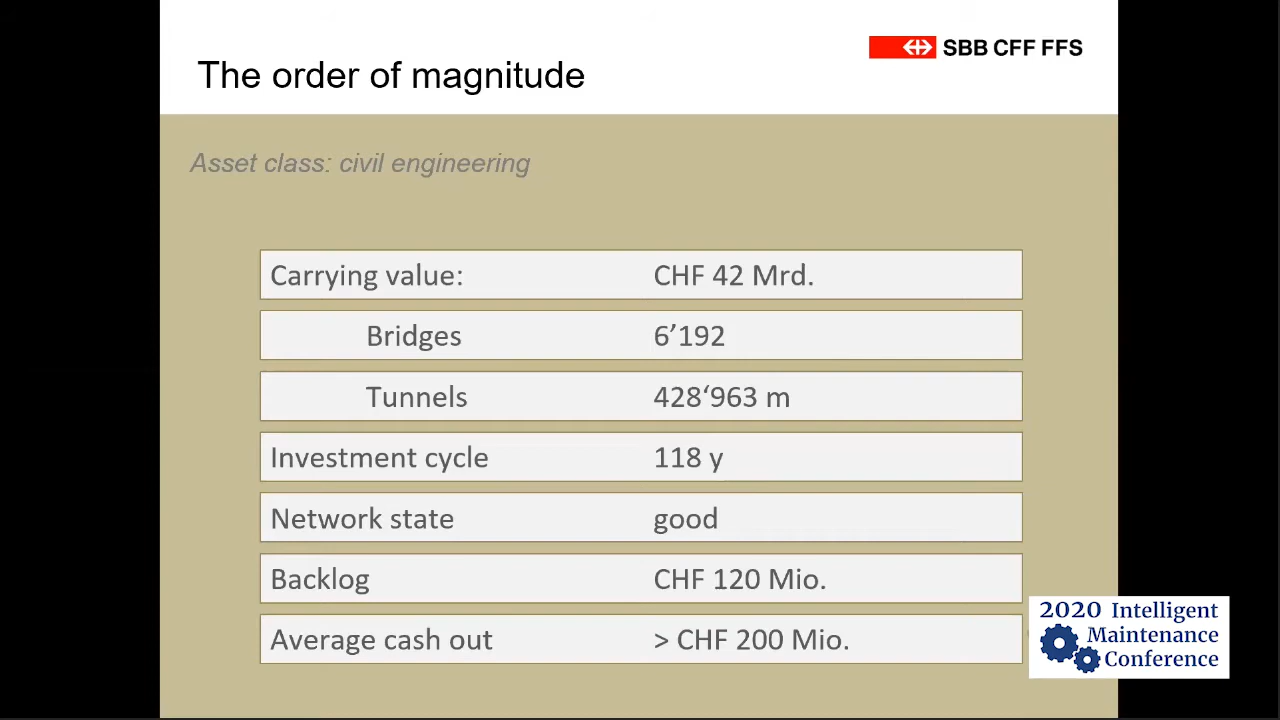 SBB CFF FFS
The order of magnitude
Asset class: civil engineering
Carrying value: CHF 42 Mrd.
Bridges 6’192
Tunnels 428‘963 m
Investment cycle 118 y
Network state good
Backlog CHF 120 Mio.
Average cash out > CHF 200 Mio.
2020 Intelligent
Maintenance
Conference